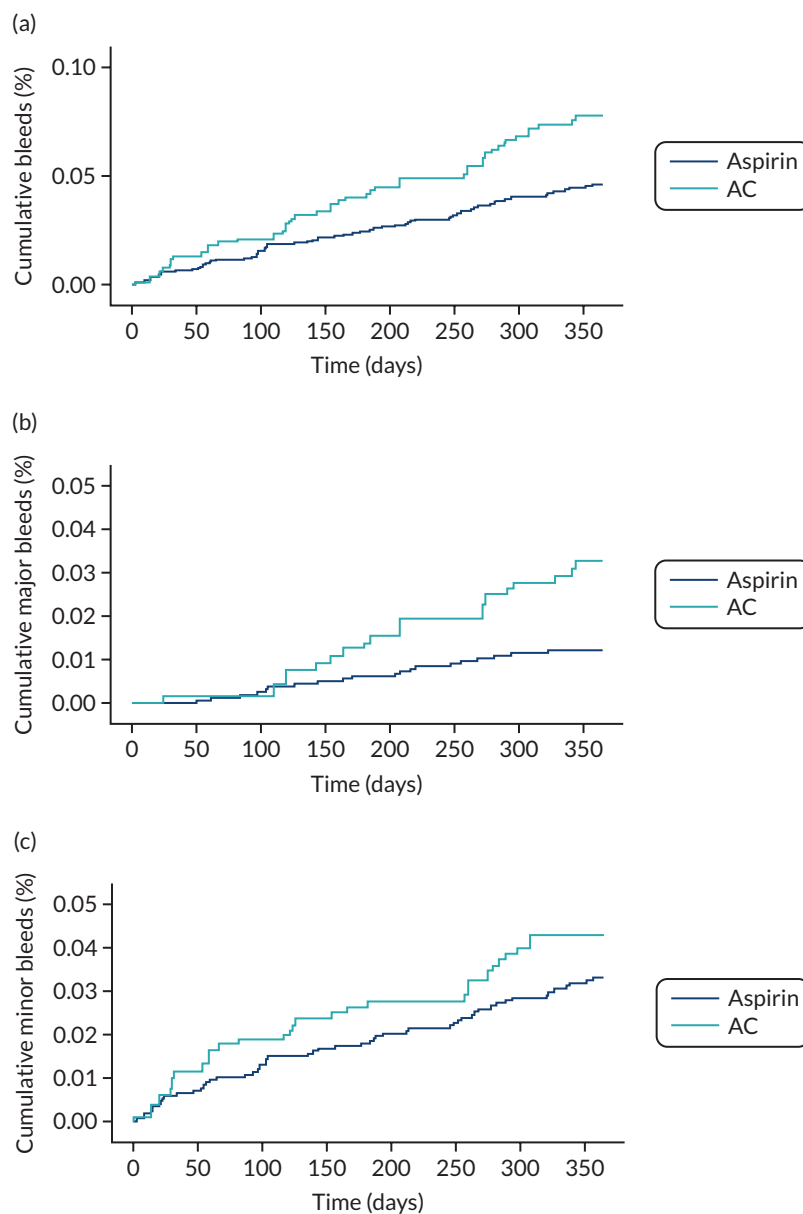 (a)
Cumulative bleeds (%)
0.10
0.05
0.00
0 50 100 150 200 250 300 350
Time (days)
Aspirin
AC
(b)
Cumulative major bleeds (%)
0.05
0.04
0.03
0.02
0.01
0.00
0 50 100 150 200 250 300 350
Time (days)
Aspirin
AC
(c)
Cumulative minor bleeds (%)
0.05
0.04
0.03
0.02
0.01
0.00
0 50 100 150 200 250 300 350
Time (days)
Aspirin
AC